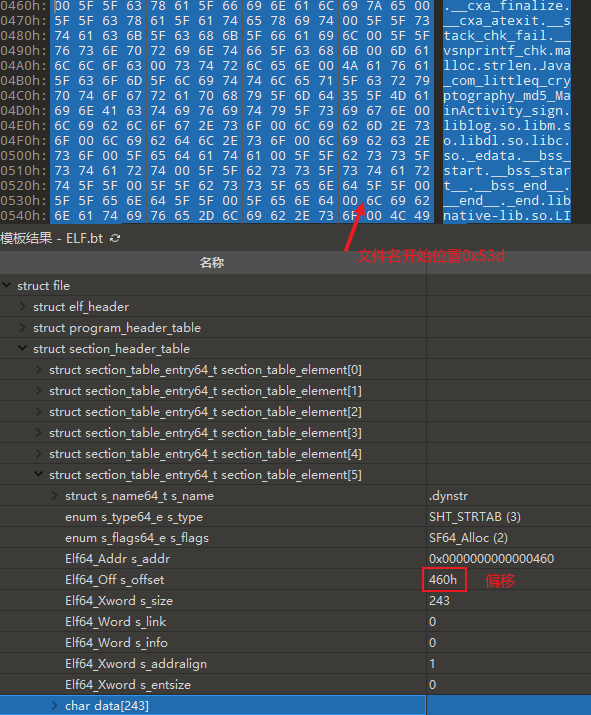 0460h: 00 5F 5F 63 78 61 5F 66 69 6E 61 6C 69 7A 65 00 .__cxa_finalize.
0470h: 5F 5F 63 78 61 5F 61 74 65 78 69 74 00 5F 5F 73 __cxa_atexit.__s
0480h: 74 61 63 6B 5F 63 68 6B 5F 66 61 69 6C 00 5F 5F tack_chk_fail.__
0490h: 76 73 6E 70 72 69 6E 74 66 5F 63 68 6B 00 6D 61 vsnprintf_chk.ma
04A0h: 6C 6C 6F 63 00 73 74 72 6C 65 6E 00 4A 61 76 61 lloc.strlen.Java
04B0h: 5F 63 6F 6D 5F 6C 69 74 74 6C 65 71 5F 63 72 79 _com_littleq_cry
04C0h: 70 74 6F 67 72 61 70 68 79 5F 6D 64 35 5F 4D 61 ptography_md5_Ma
04D0h: 69 6E 41 63 74 69 76 69 74 79 5F 73 69 67 6E 00 inActivity_sign.
04E0h: 6C 69 62 6C 6F 67 2E 73 6F 00 6C 69 62 6D 2E 73 liblog.so.libm.s
04F0h: 6F 00 6C 69 62 64 6C 2E 73 6F 00 6C 69 62 63 2E o.libdl.so.libc.
0500h: 73 6F 00 5F 65 64 61 74 61 00 5F 5F 62 73 73 5F so._edata.__bss_
0510h: 73 74 61 72 74 00 5F 5F 62 73 73 5F 73 74 61 72 start.__bss_star
0520h: 74 5F 5F 00 5F 5F 62 73 73 5F 65 6E 64 5F 5F 00 t__.__bss_end__.
0530h: 5F 5F 65 6E 64 5F 5F 00 5F 65 6E 64 00 6C 69 62 __end__._end.lib
0540h: 6E 61 74 69 76 65 2D 6C 69 62 2E 73 6F 00 4C 49 native-lib.so.LI
模板结果 - ELF.bt
文件名开始位置0x53d
名称
struct file
struct elf_header
struct program_header_table
struct section_header_table
struct section_table_entry64_t section_table_element[0]
struct section_table_entry64_t section_table_element[1]
struct section_table_entry64_t section_table_element[2]
struct section_table_entry64_t section_table_element[3]
struct section_table_entry64_t section_table_element[4]
struct section_table_entry64_t section_table_element[5]
struct s_name64_t s_name .dynstr
enum s_type64_e s_type SHT_STRTAB (3)
enum s_flags64_e s_flags SF64_Alloc (2)
Elf64_Addr s_addr 0x0000000000000460
Elf64_Off s_offset 460h 偏移
Elf64_Xword s_size 243
Elf64_Word s_link 0
Elf64_Word s_info 0
Elf64_Xword s_addralign 1
Elf64_Xword s_entsize 0
char data[243]